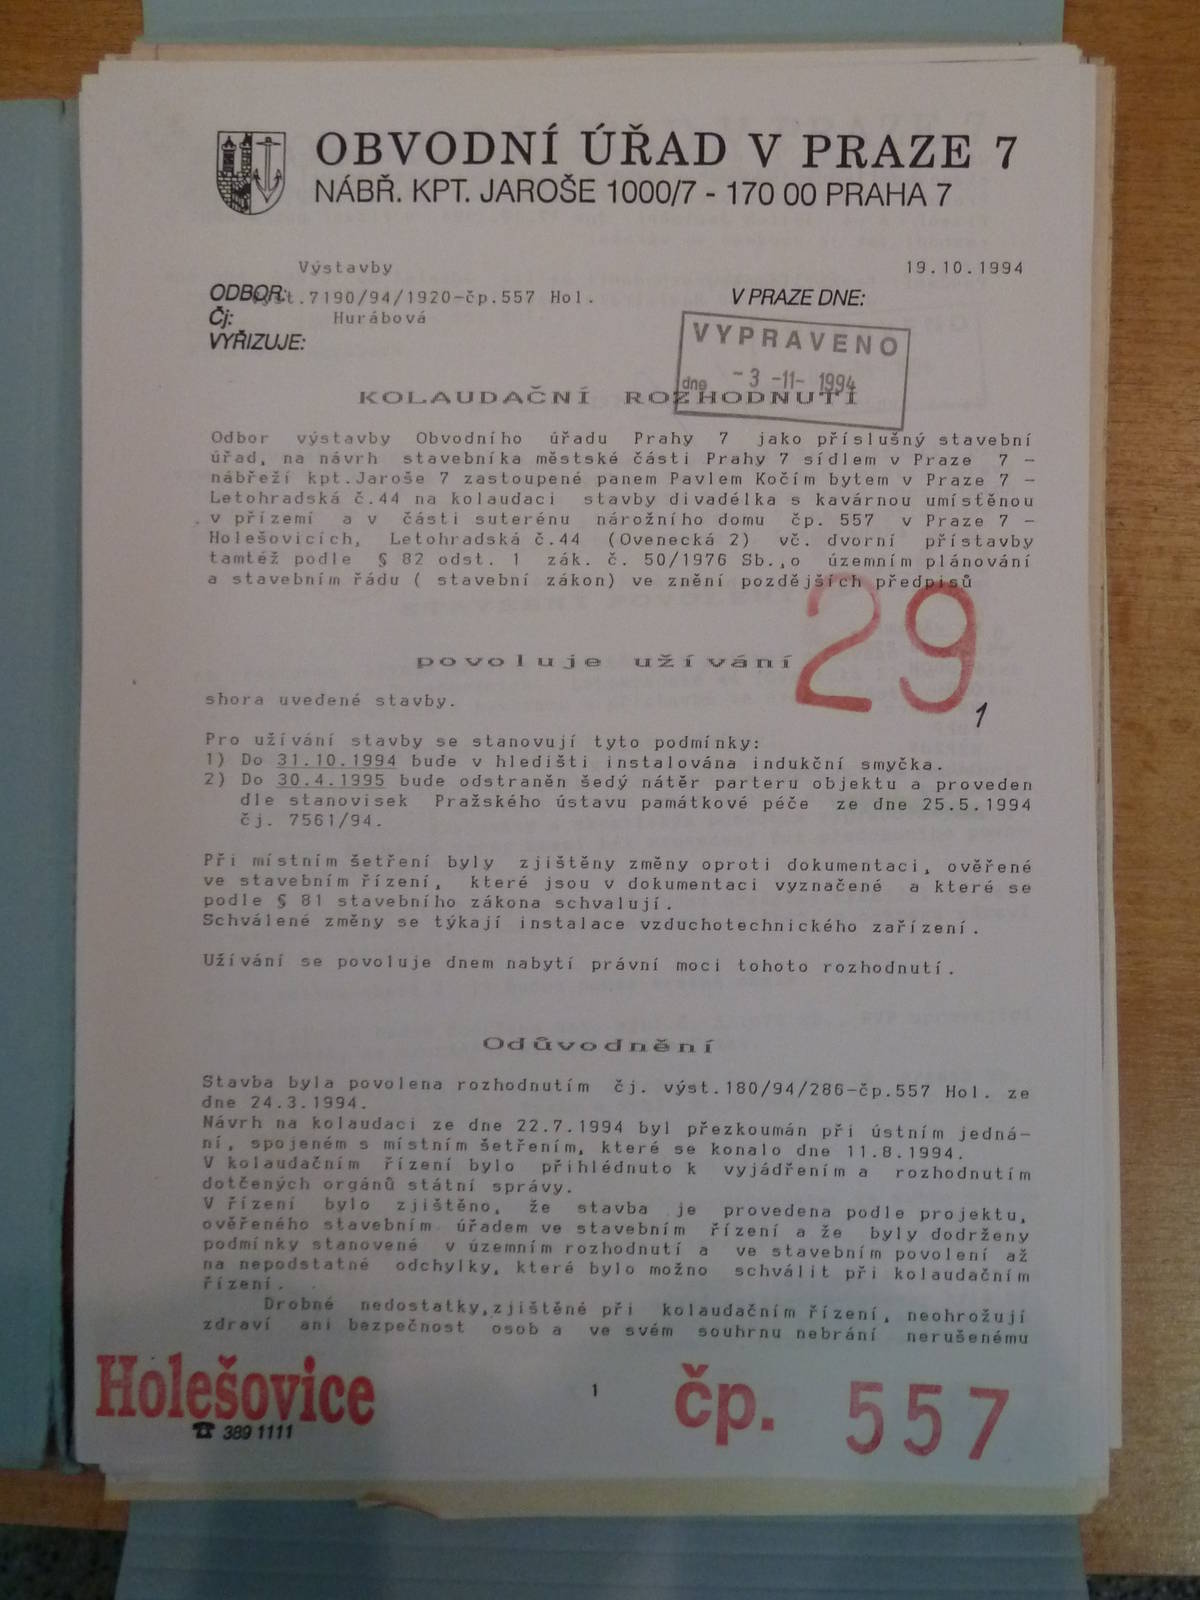 OBVODNÍ ÚŘAD V PRAZE 7
NÁBŘ. KPT. JAROŠE 1000/7 - 170 00 PRAHA 7
Výstavby
19.10.1994
ODBOR:
výst.7190/94/1920-čp.557 Hol.
V PRAZE DNE:
Čj:
Hurábová
VYŘIZUJE:
VYPRAVENO
dne -3 -11- 1994
KOLAUDAČNÍ ROZHODNUTÍ
Odbor výstavby Obvodního úřadu Prahy 7 jako příslušný stavební
úřad, na návrh stavebníka městské části Prahy 7 sídlem v Praze 7 -
nábřeží kpt.Jaroše 7 zastoupené panem Pavlem Kočím bytem v Praze 7 -
Letohradská č.44 na kolaudaci stavby divadélka s kavárnou umístěnou
v přízemí a v části suterénu nárožního domu čp. 557 v Praze 7 -
Holešovicích, Letohradská č.44 (Ovenecká 2) vč. dvorní přístavby
tamtéž podle § 82 odst. 1 zák. č. 50/1976 Sb.,o územním plánování
a stavebním řádu ( stavební zákon) ve znění pozdějších předpisů
29
povoluje užívání
1
shora uvedené stavby.
Pro užívání stavby se stanovují tyto podmínky:
1) Do 31.10.1994 bude v hledišti instalována indukční smyčka.
2) Do 30.4.1995 bude odstraněn šedý nátěr parteru objektu a proveden
dle stanovisek Pražského ústavu památkové péče ze dne 25.5.1994
čj. 7561/94.
Při místním šetření byly zjištěny změny oproti dokumentaci, ověřené
ve stavebním řízení, které jsou v dokumentaci vyznačené a které se
podle § 81 stavebního zákona schvalují.
Schválené změny se týkají instalace vzduchotechnického zařízení.
Užívání se povoluje dnem nabytí právní moci tohoto rozhodnutí.
Odůvodnění
Stavba byla povolena rozhodnutím čj. výst.180/94/286-čp.557 Hol. ze
dne 24.3.1994.
Návrh na kolaudaci ze dne 22.7.1994 byl přezkoumán při ústním jedná-
ní, spojeném s místním šetřením, které se konalo dne 11.8.1994.
V kolaudačním řízení bylo přihlédnuto k vyjádřením a rozhodnutím
dotčených orgánů státní správy.
V řízení bylo zjištěno, že stavba je provedena podle projektu,
ověřeného stavebním úřadem ve stavebním řízení a že byly dodrženy
podmínky stanovené v územním rozhodnutí a ve stavebním povolení až
na nepodstatné odchylky, které bylo možno schválit při kolaudačním
řízení.
Drobné nedostatky,zjištěné při kolaudačním řízení, neohrožují
zdraví ani bezpečnost osob a ve svém souhrnu nebrání nerušenému
Holešovice
1
čp. 557
☎ 389 1111